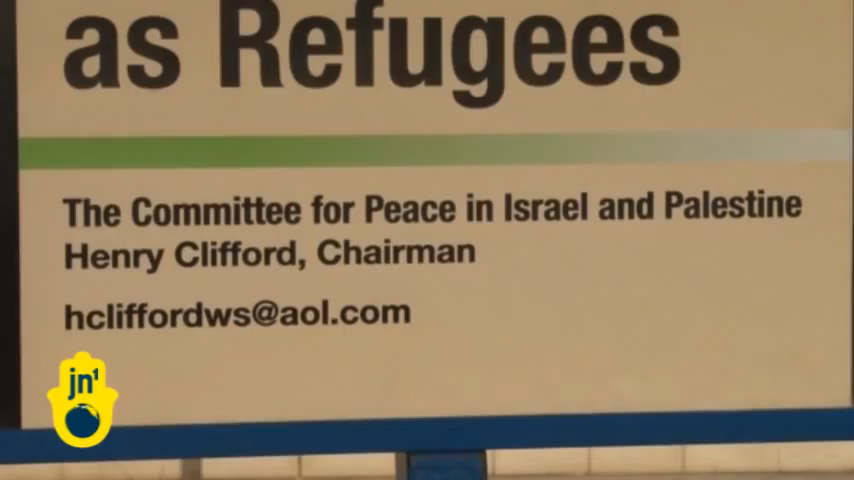 as Refugees
The Committee for Peace in Israel and Palestine
Henry Clifford, Chairman
hcliffordws@aol.com
jn1